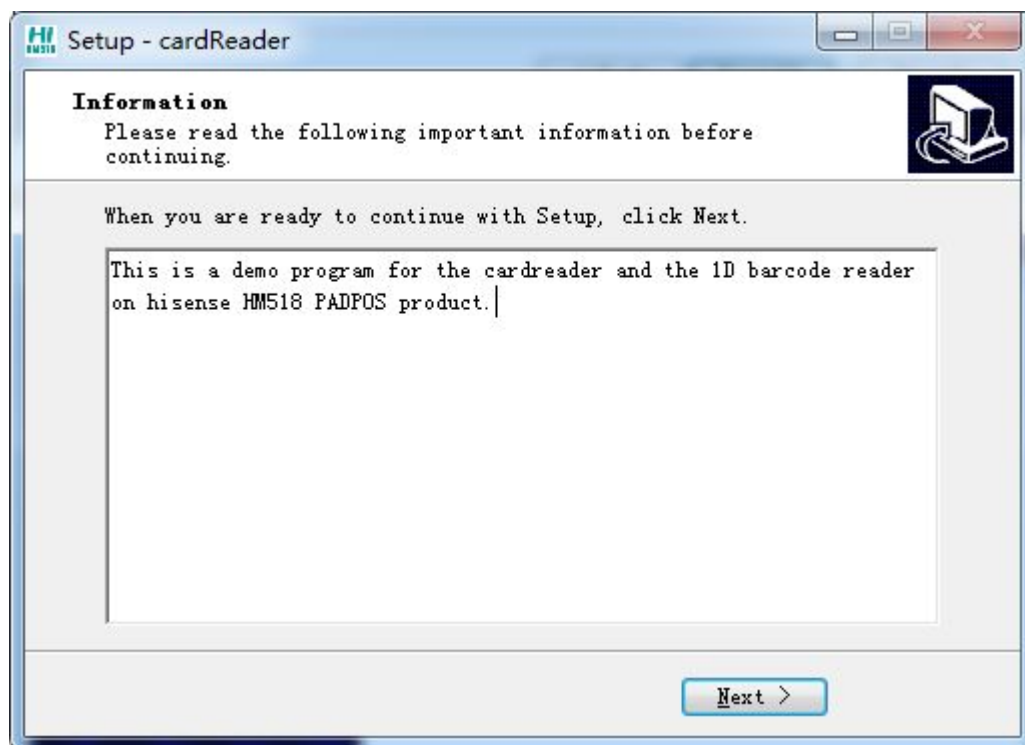 HI
HM518
Setup - cardReader
Information
Please read the following important information before
continuing.
When you are ready to continue with Setup, click Next.
This is a demo program for the cardreader and the 1D barcode reader
on hisense HM518 PADPOS product.
Next >